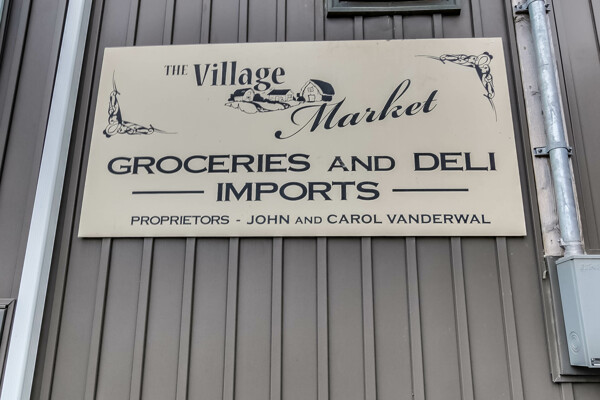 THE Village
Market
GROCERIES AND DELI
IMPORTS
PROPRIETORS - JOHN AND CAROL VANDERWAL